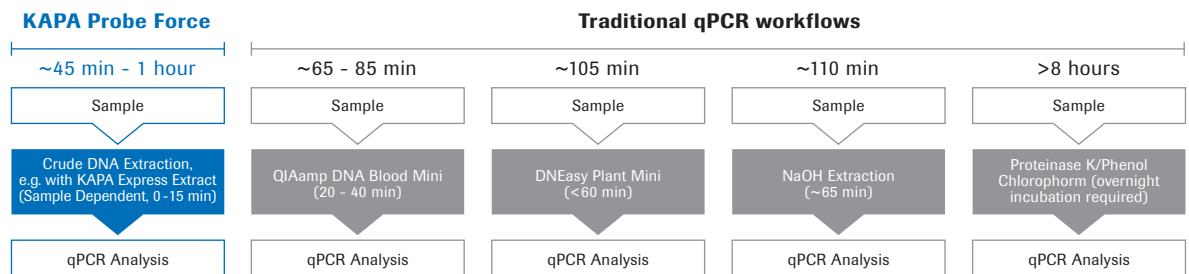 KAPA Probe Force
Traditional qPCR workflows
~45 min - 1 hour
~65 - 85 min
~105 min
~110 min
>8 hours
Sample
Sample
Sample
Sample
Sample
Crude DNA Extraction,
e.g. with KAPA Express Extract
(Sample Dependent, 0-15 min)
QIAamp DNA Blood Mini
(20 - 40 min)
DNEasy Plant Mini
(<60 min)
NaOH Extraction
(~65 min)
Proteinase K/Phenol
Chlorophorm (overnight
incubation required)
qPCR Analysis
qPCR Analysis
qPCR Analysis
qPCR Analysis
qPCR Analysis